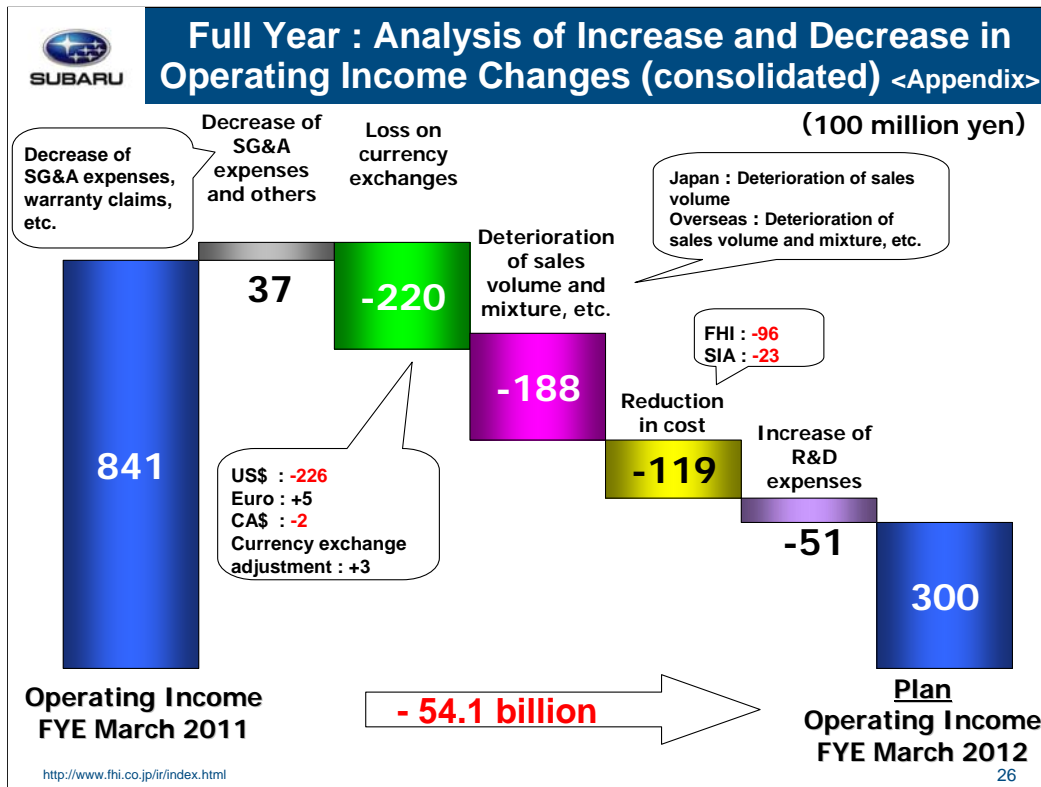 SUBARU
Full Year : Analysis of Increase and Decrease in
Operating Income Changes (consolidated) <Appendix>
(100 million yen)
Decrease of
SG&A expenses,
warranty claims,
etc.
Decrease of
SG&A
expenses
and others
Loss on
currency
exchanges
Japan : Deterioration of sales
volume
Overseas : Deterioration of
sales volume and mixture, etc.
Deterioration
of sales
volume and
mixture, etc.
37
-220
FHI : -96
SIA : -23
-188
Reduction
in cost
Increase of
R&D
expenses
841
-119
US$ : -226
Euro : +5
CA$ : -2
Currency exchange
adjustment : +3
-51
300
Operating Income
FYE March 2011
- 54.1 billion
Plan
Operating Income
FYE March 2012
http://www.fhi.co.jp/ir/index.html
26